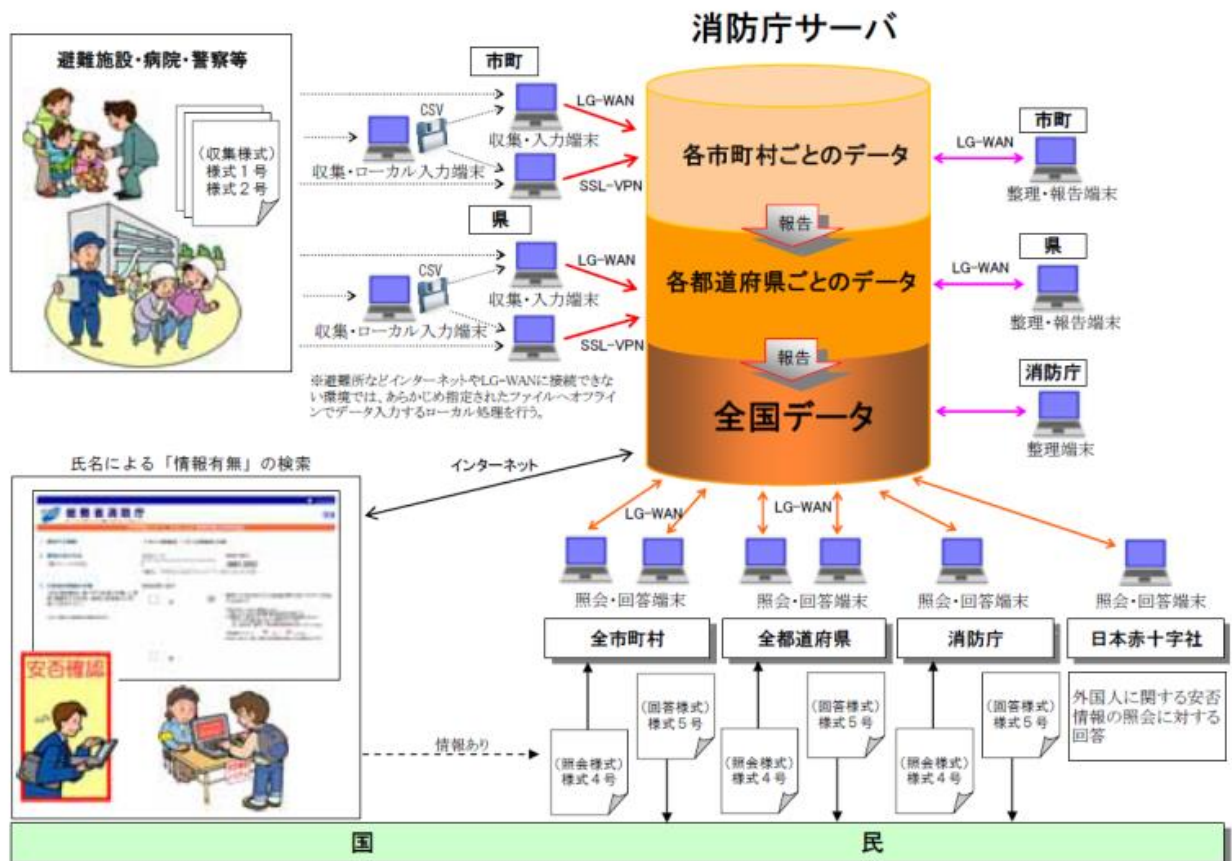 消防庁サーバ
避難施設・病院・警察等
(収集様式)
様式1号
様式2号
市町
CSV
収集・ローカル入力端末
収集・入力端末
LG-WAN
SSL-VPN
県
CSV
収集・ローカル入力端末
収集・入力端末
LG-WAN
SSL-VPN
※避難所などインターネットやLG-WANに接続できな
い環境では、あらかじめ指定されたファイルへオフライ
ンでデータ入力するローカル処理を行う。
各市町村ごとのデータ
報告
各都道府県ごとのデータ
報告
全国データ
LG-WAN
市町
整理・報告端末
LG-WAN
県
整理・報告端末
消防庁
整理端末
氏名による「情報有無」の検索
インターネット
総務省消防庁
安否確認
情報あり
LG-WAN
LG-WAN
照会・回答端末
照会・回答端末
照会・回答端末
照会・回答端末
全市町村
全都道府県
消防庁
日本赤十字社
(回答様式)
様式5号
(照会様式)
様式4号
(回答様式)
様式5号
(照会様式)
様式4号
(回答様式)
様式5号
(照会様式)
様式4号
外国人に関する安否
情報の照会に対する
回答
国 民